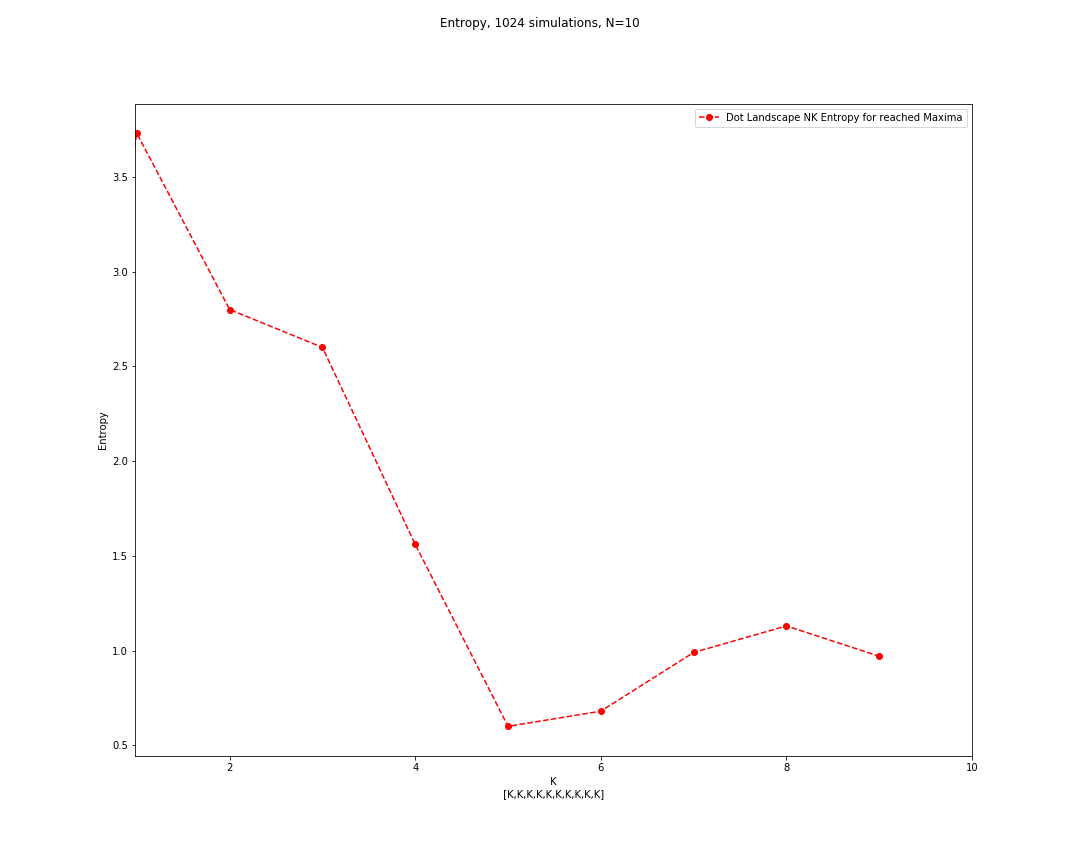 Entropy, 1024 simulations, N=10
Dot Landscape NK Entropy for reached Maxima
3.5
3.0
2.5
2.0
1.5
1.0
0.5
Entropy
2 4 6 8 10
K
[K,K,K,K,K,K,K,K,K,K]